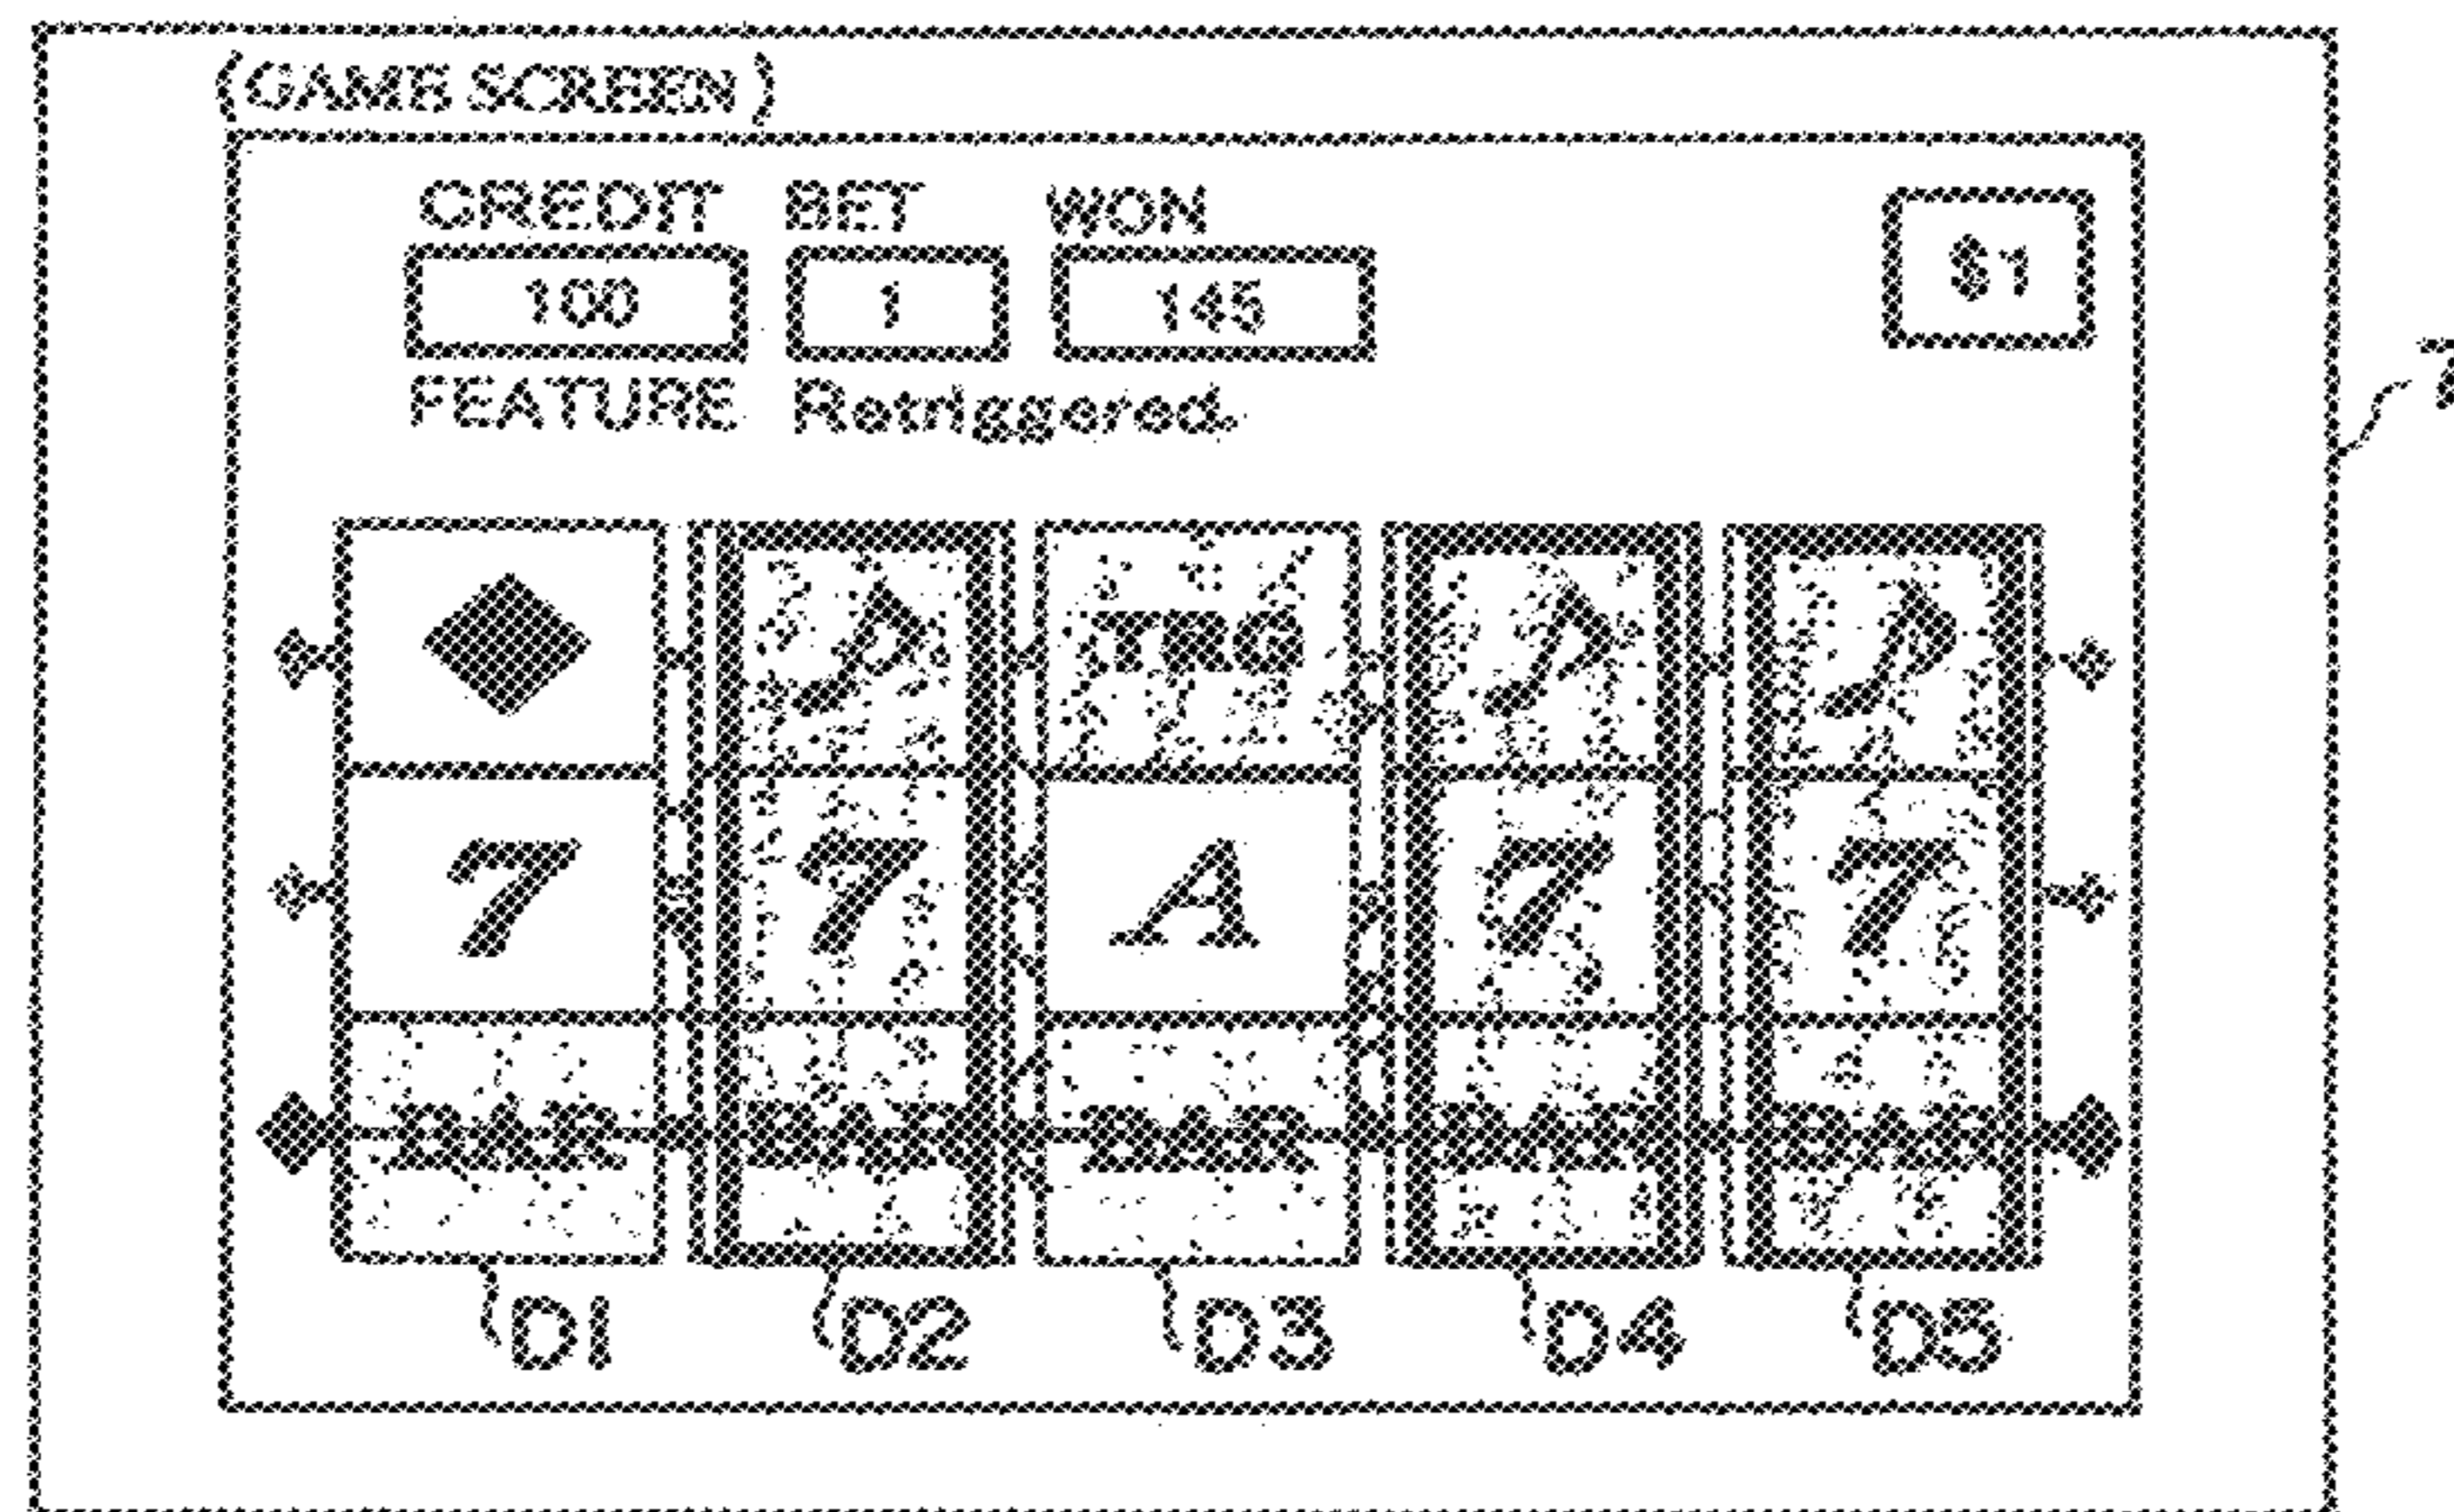 (GAME SCREEN)
CREDIT BET WON
100 1 145 $1
FEATURE Retriggered.
TRG
7 7 A 7 7
BAR BAR BAR BAR BAR
D1 D2 D3 D4 D5